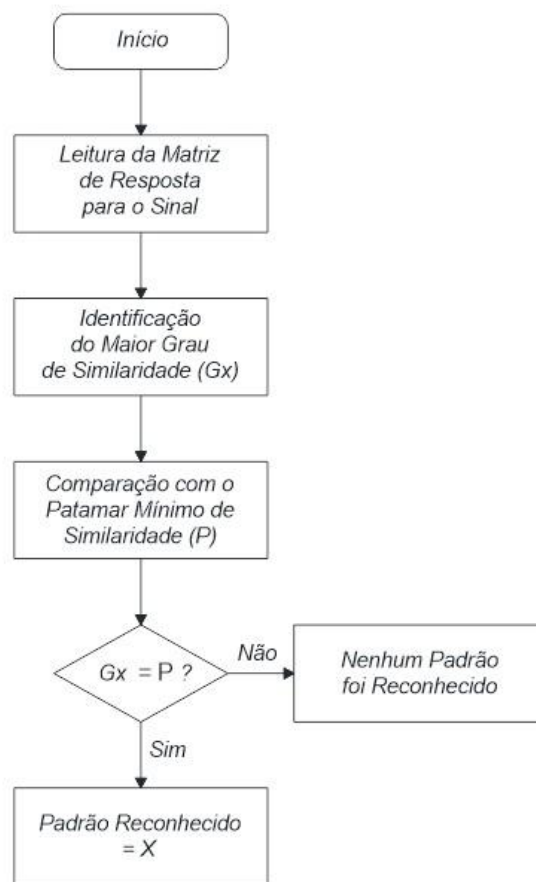 Início
Leitura da Matriz
de Resposta
para o Sinal
Identificação
do Maior Grau
de Similaridade (Gx)
Comparação com o
Patamar Mínimo de
Similaridade (P)
Gx = P ?
Não
Nenhum Padrão
foi Reconhecido
Sim
Padrão Reconhecido
= X